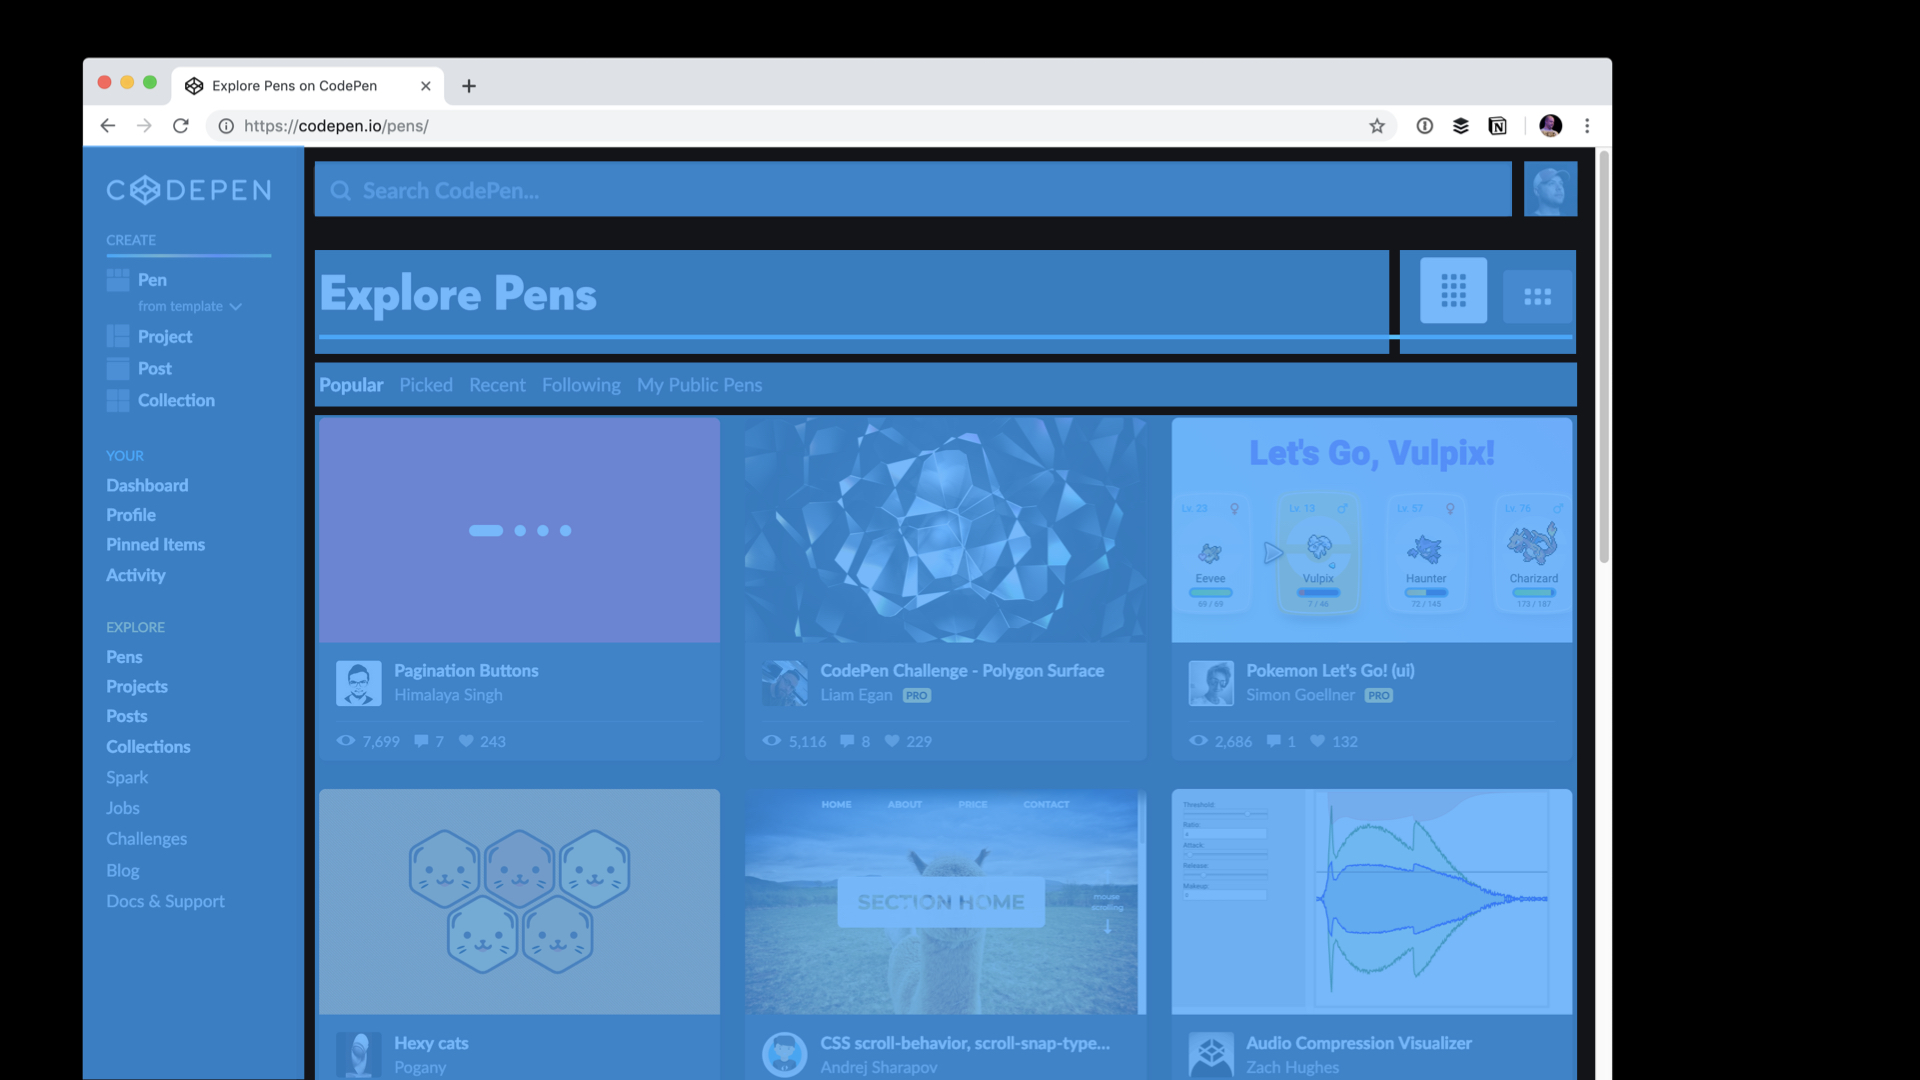 Explore Pens on CodePen
https://codepen.io/pens/
CODEPEN
Search CodePen...
CREATE
Pen
from template
Project
Post
Collection
YOUR
Dashboard
Profile
Pinned Items
Activity
EXPLORE
Pens
Projects
Posts
Collections
Spark
Jobs
Challenges
Blog
Docs & Support
Explore Pens
Popular Picked Recent Following My Public Pens
Let's Go, Vulpix!
Lv. 23 Lv. 13 Lv. 57 Lv. 76
Eevee Vulpix Haunter Charizard
69 / 69 7 / 46 72 / 145 173 / 187
Pagination Buttons
Himalaya Singh
7,699 7 243
CodePen Challenge - Polygon Surface
Liam Egan PRO
5,116 8 229
Pokemon Let's Go! (ui)
Simon Goellner PRO
2,686 1 132
HOME ABOUT PRICE CONTACT
SECTION HOME
mouse
scrolling
Threshold:
Ratio:
Attack:
Release:
Makeup:
Hexy cats
Pogany
CSS scroll-behavior, scroll-snap-type...
Andrej Sharapov
Audio Compression Visualizer
Zach Hughes